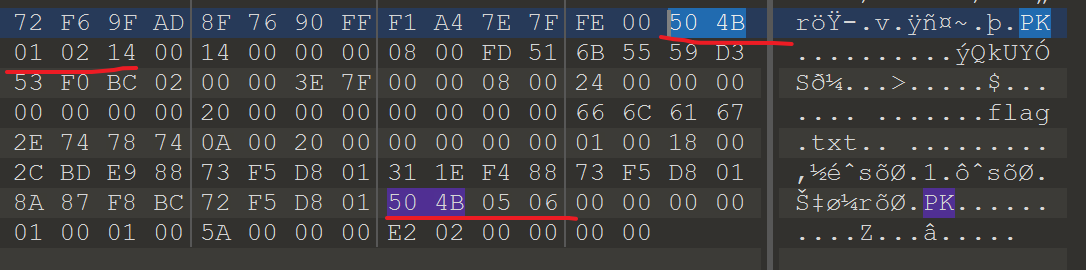 72 F6 9F AD 8F 76 90 FF F1 A4 7E 7F FE 00 50 4B röŸ-.v.ÿñ¤~.þ.PK
01 02 14 00 14 00 00 00 08 00 FD 51 6B 55 59 D3 ..........ýQkUYÓ
53 F0 BC 02 00 00 3E 7F 00 00 08 00 24 00 00 00 Sð¼...>.....$...
00 00 00 00 20 00 00 00 00 00 00 00 66 6C 61 67 .... .......flag
2E 74 78 74 0A 00 20 00 00 00 00 00 01 00 18 00 .txt.. .........
2C BD E9 88 73 F5 D8 01 31 1E F4 88 73 F5 D8 01 ,½éˆsõØ.1.ôˆsõØ.
8A 87 F8 BC 72 F5 D8 01 50 4B 05 06 00 00 00 00 Š‡ø¼rõØ.PK......
01 00 01 00 5A 00 00 00 E2 02 00 00 00 00 ....Z...â.....